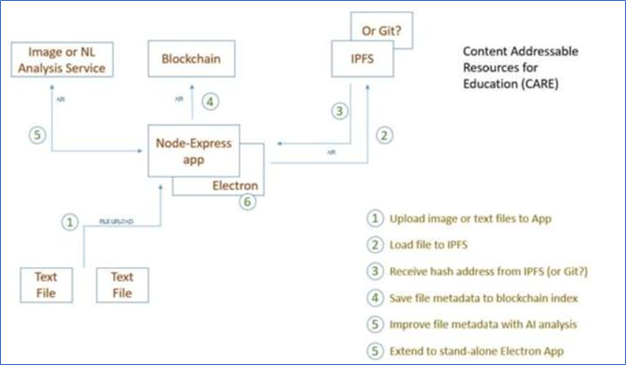 Or Git?
Image or NL
Analysis Service
Blockchain
IPFS
Content Addressable
Resources for
Education (CARE)
API
API
4
3
5
2
Node-Express
app
API
Electron
6
1
FILE UPLOAD
Text
File
Text
File
1 Upload image or text files to App
2 Load file to IPFS
3 Receive hash address from IPFS (or Git?)
4 Save file metadata to blockchain index
5 Improve file metadata with AI analysis
5 Extend to stand-alone Electron App